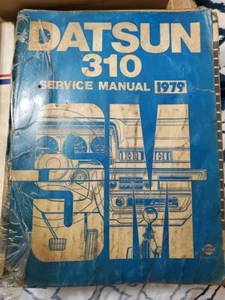 DATSUN
310
SERVICE MANUAL 1979
SM